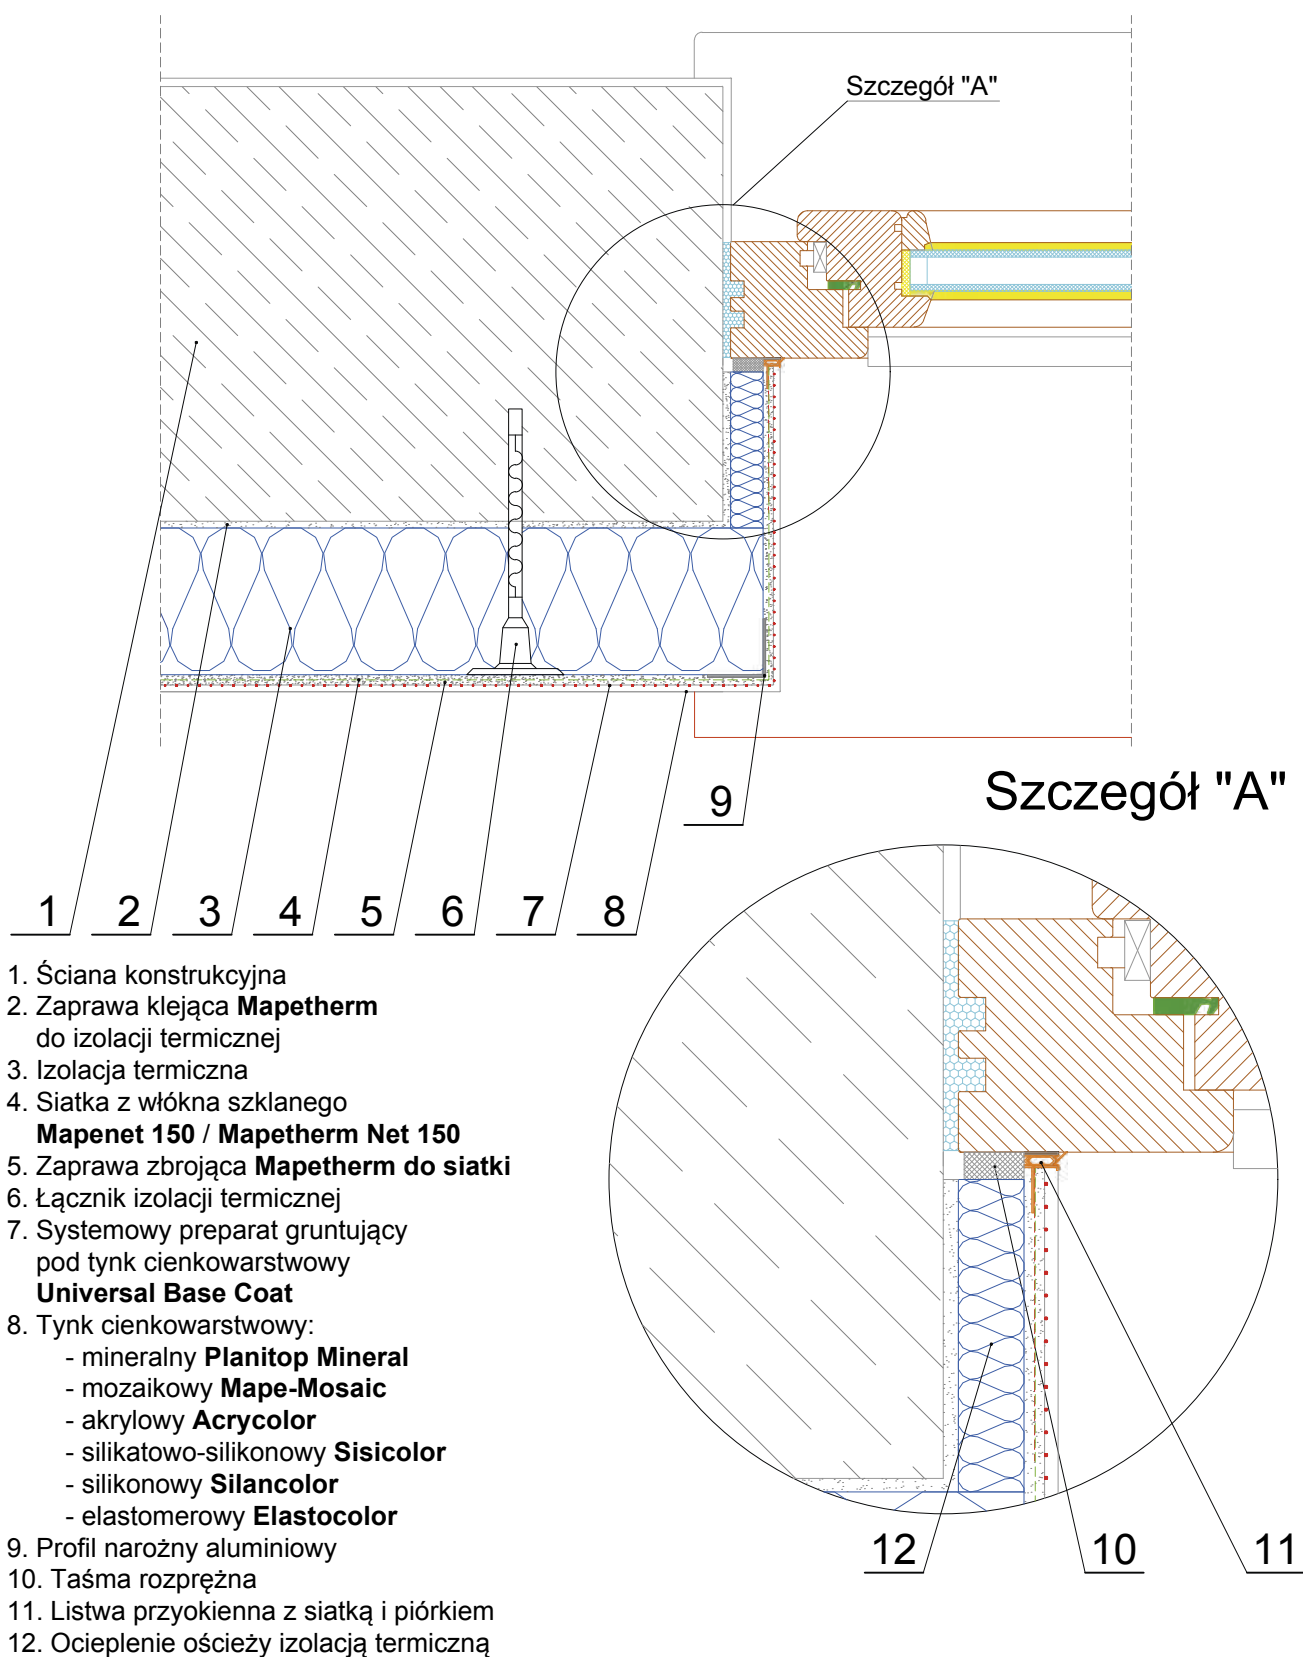 Szczegół "A"
9
Szczegół "A"
1 2 3 4 5 6 7 8
1. Ściana konstrukcyjna
2. Zaprawa klejąca Mapetherm
do izolacji termicznej
3. Izolacja termiczna
4. Siatka z włókna szklanego
Mapenet 150 / Mapetherm Net 150
5. Zaprawa zbrojąca Mapetherm do siatki
6. Łącznik izolacji termicznej
7. Systemowy preparat gruntujący
pod tynk cienkowarstwowy
Universal Base Coat
8. Tynk cienkowarstwowy:
- mineralny Planitop Mineral
- mozaikowy Mape-Mosaic
- akrylowy Acrycolor
- silikatowo-silikonowy Sisicolor
- silikonowy Silancolor
- elastomerowy Elastocolor
9. Profil narożny aluminiowy
10. Taśma rozprężna
11. Listwa przyokienna z siatką i piórkiem
12. Ocieplenie ościeży izolacją termiczną
12 10 11